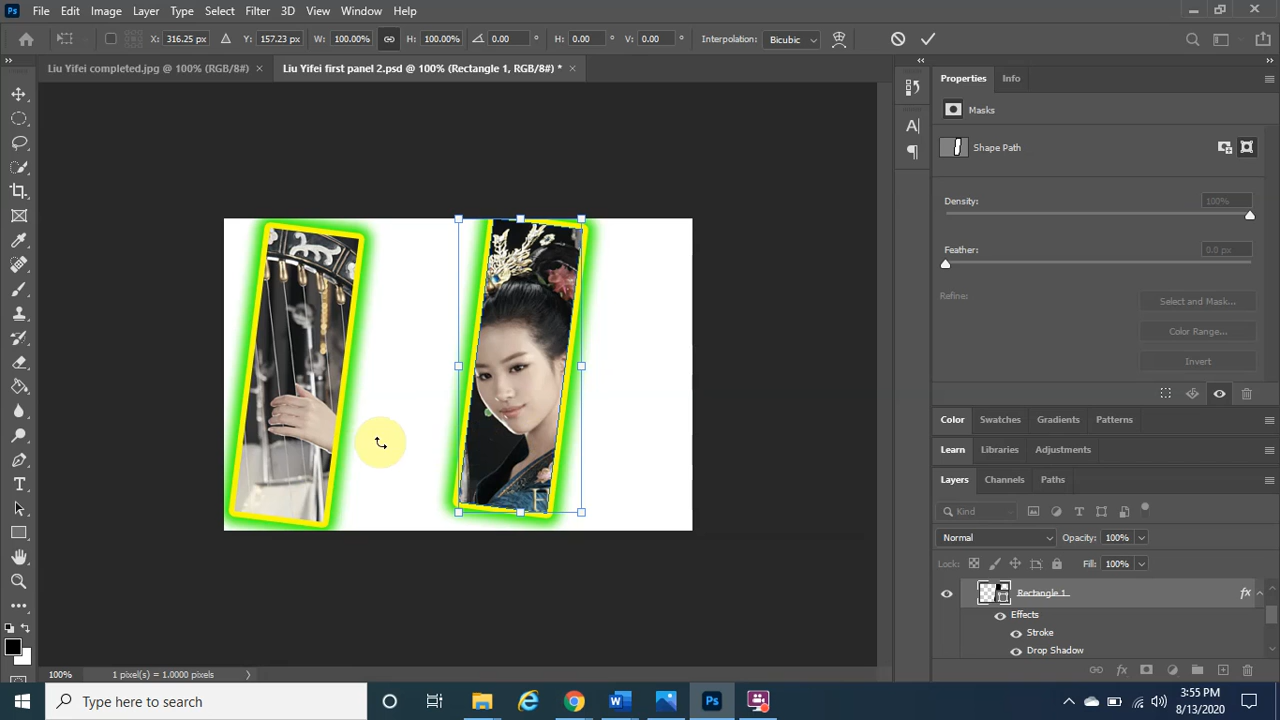 Ps File Edit Image Layer Type Select Filter 3D View Window Help
X: 316.25 px Y: 157.23 px W: 100.00% H: 100.00% 0.00 ° H: 0.00 ° V: 0.00 ° Interpolation: Bicubic
Liu Yifei completed.jpg @ 100% (RGB/8#) × Liu Yifei first panel 2.psd @ 100% (Rectangle 1, RGB/8#) * ×
Properties Info
Masks
Shape Path
Density: 100%
Feather: 0.0 px
Refine: Select and Mask...
Color Range...
Invert
Color Swatches Gradients Patterns
Learn Libraries Adjustments
Layers Channels Paths
Kind
Normal Opacity: 100%
Lock: Fill: 100%
Rectangle 1 fx
Effects
Stroke
Drop Shadow
100% 1 pixel(s) = 1.0000 pixels
Type here to search
3:55 PM
8/13/2020